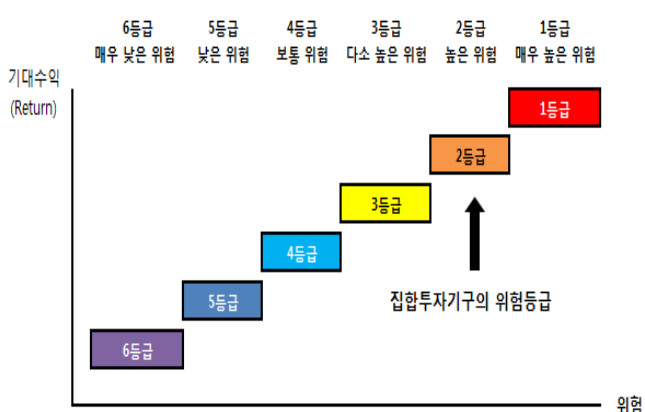 6등급 5등급 4등급 3등급 2등급 1등급
매우 낮은 위험 낮은 위험 보통 위험 다소 높은 위험 높은 위험 매우 높은 위험
기대수익
(Return)
1등급
2등급
3등급
4등급
5등급
집합투자기구의 위험등급
6등급
위험